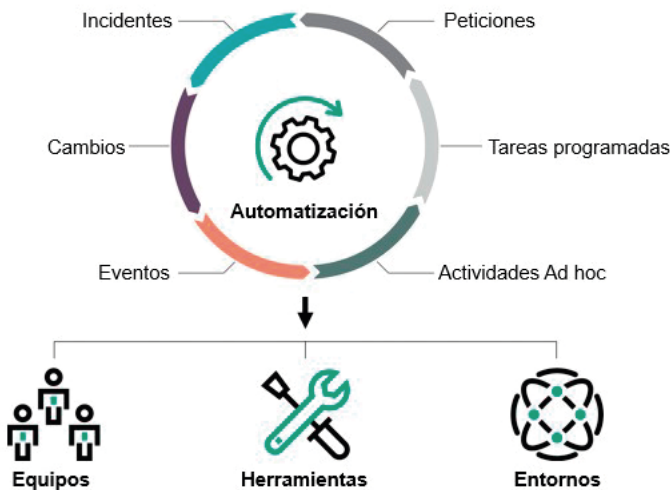 Incidentes
Peticiones
Cambios
Tareas programadas
Automatización
Eventos
Actividades Ad hoc
Equipos
Herramientas
Entornos